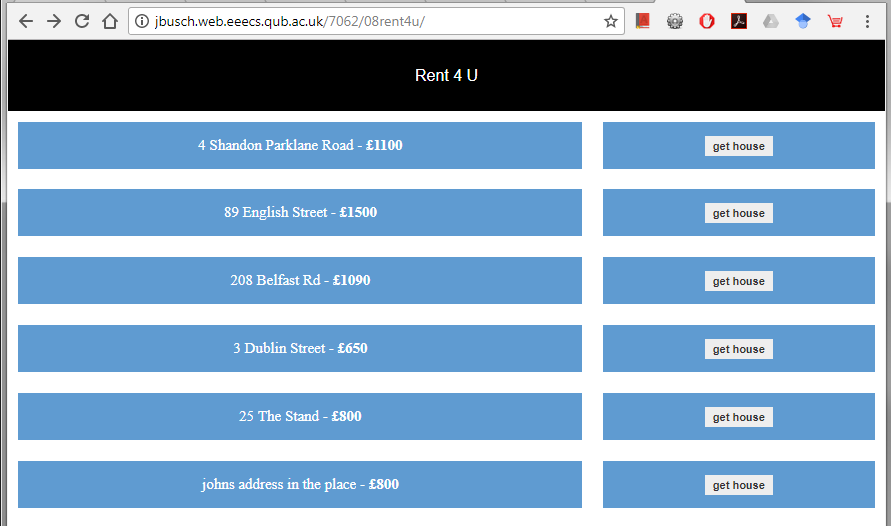 jbusch.web.eeecs.qub.ac.uk/7062/08rent4u/
Rent 4 U
4 Shandon Parklane Road - £1100 get house
89 English Street - £1500 get house
208 Belfast Rd - £1090 get house
3 Dublin Street - £650 get house
25 The Stand - £800 get house
johns address in the place - £800 get house